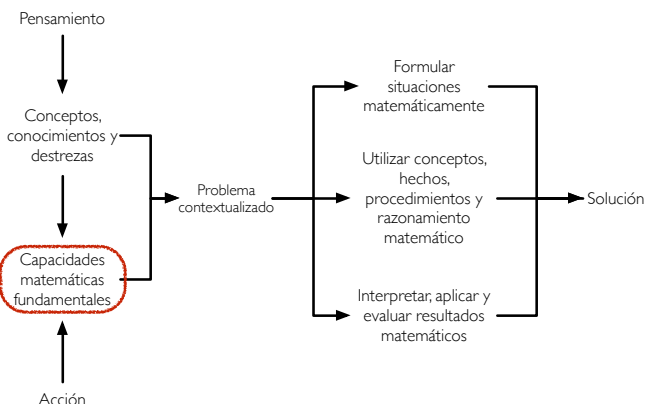 Pensamiento
Conceptos,
conocimientos y
destrezas
Capacidades
matemáticas
fundamentales
Acción
Problema
contextualizado
Formular
situaciones
matemáticamente
Utilizar conceptos,
hechos,
procedimientos y
razonamiento
matemático
Interpretar, aplicar y
evaluar resultados
matemáticos
Solución